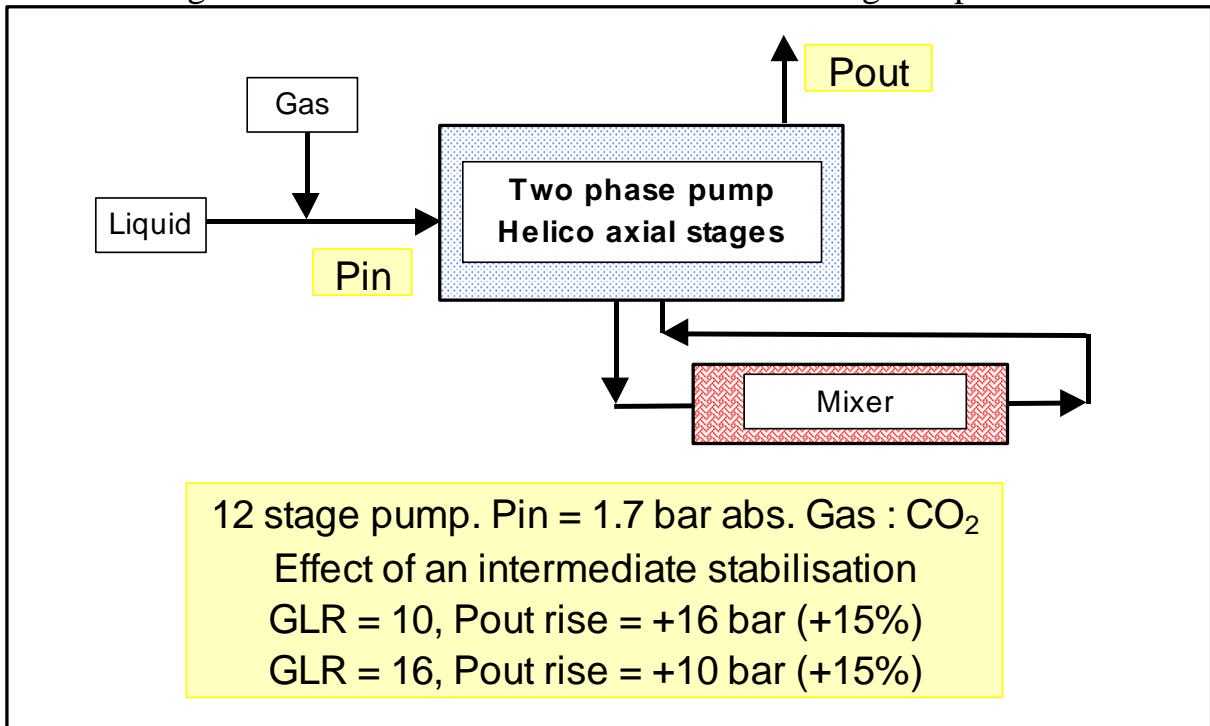 Gas
Pout
Two phase pump
Helico axial stages
Liquid
Pin
Mixer
12 stage pump. Pin = 1.7 bar abs. Gas : CO₂
Effect of an intermediate stabilisation
GLR = 10, Pout rise = +16 bar (+15%)
GLR = 16, Pout rise = +10 bar (+15%)